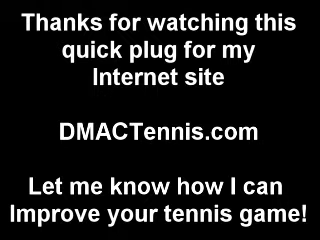 Thanks for watching this
quick plug for my
Internet site
DMACTennis.com
Let me know how I can
Improve your tennis game!